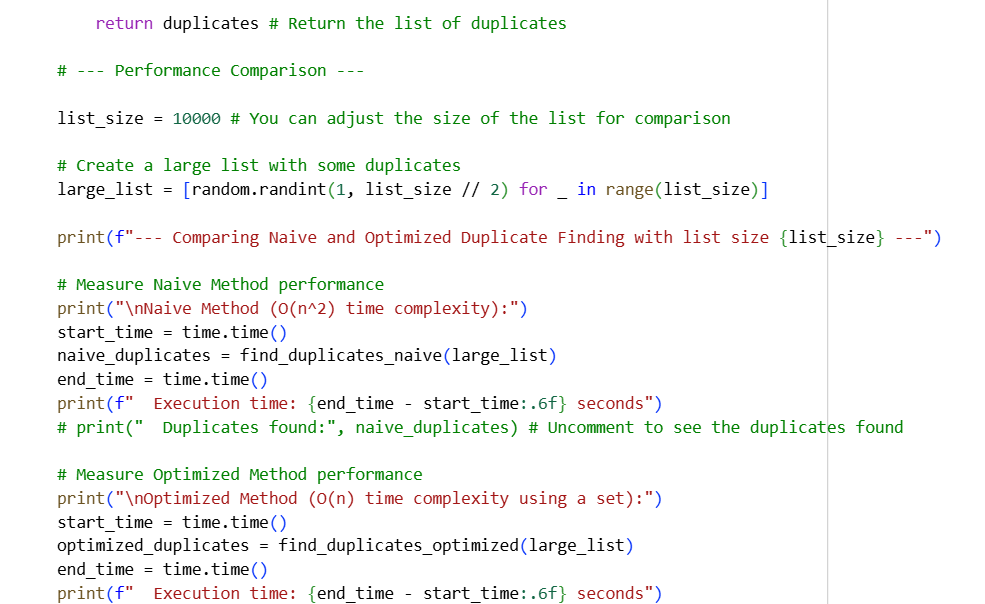 return duplicates # Return the list of duplicates
# --- Performance Comparison ---
list_size = 10000 # You can adjust the size of the list for comparison
# Create a large list with some duplicates
large_list = [random.randint(1, list_size // 2) for _ in range(list_size)]
print(f"--- Comparing Naive and Optimized Duplicate Finding with list size {list_size} ---")
# Measure Naive Method performance
print("\nNaive Method (O(n^2) time complexity):")
start_time = time.time()
naive_duplicates = find_duplicates_naive(large_list)
end_time = time.time()
print(f"  Execution time: {end_time - start_time:.6f} seconds")
# print("  Duplicates found:", naive_duplicates) # Uncomment to see the duplicates found
# Measure Optimized Method performance
print("\nOptimized Method (O(n) time complexity using a set):")
start_time = time.time()
optimized_duplicates = find_duplicates_optimized(large_list)
end_time = time.time()
print(f"  Execution time: {end_time - start_time:.6f} seconds")